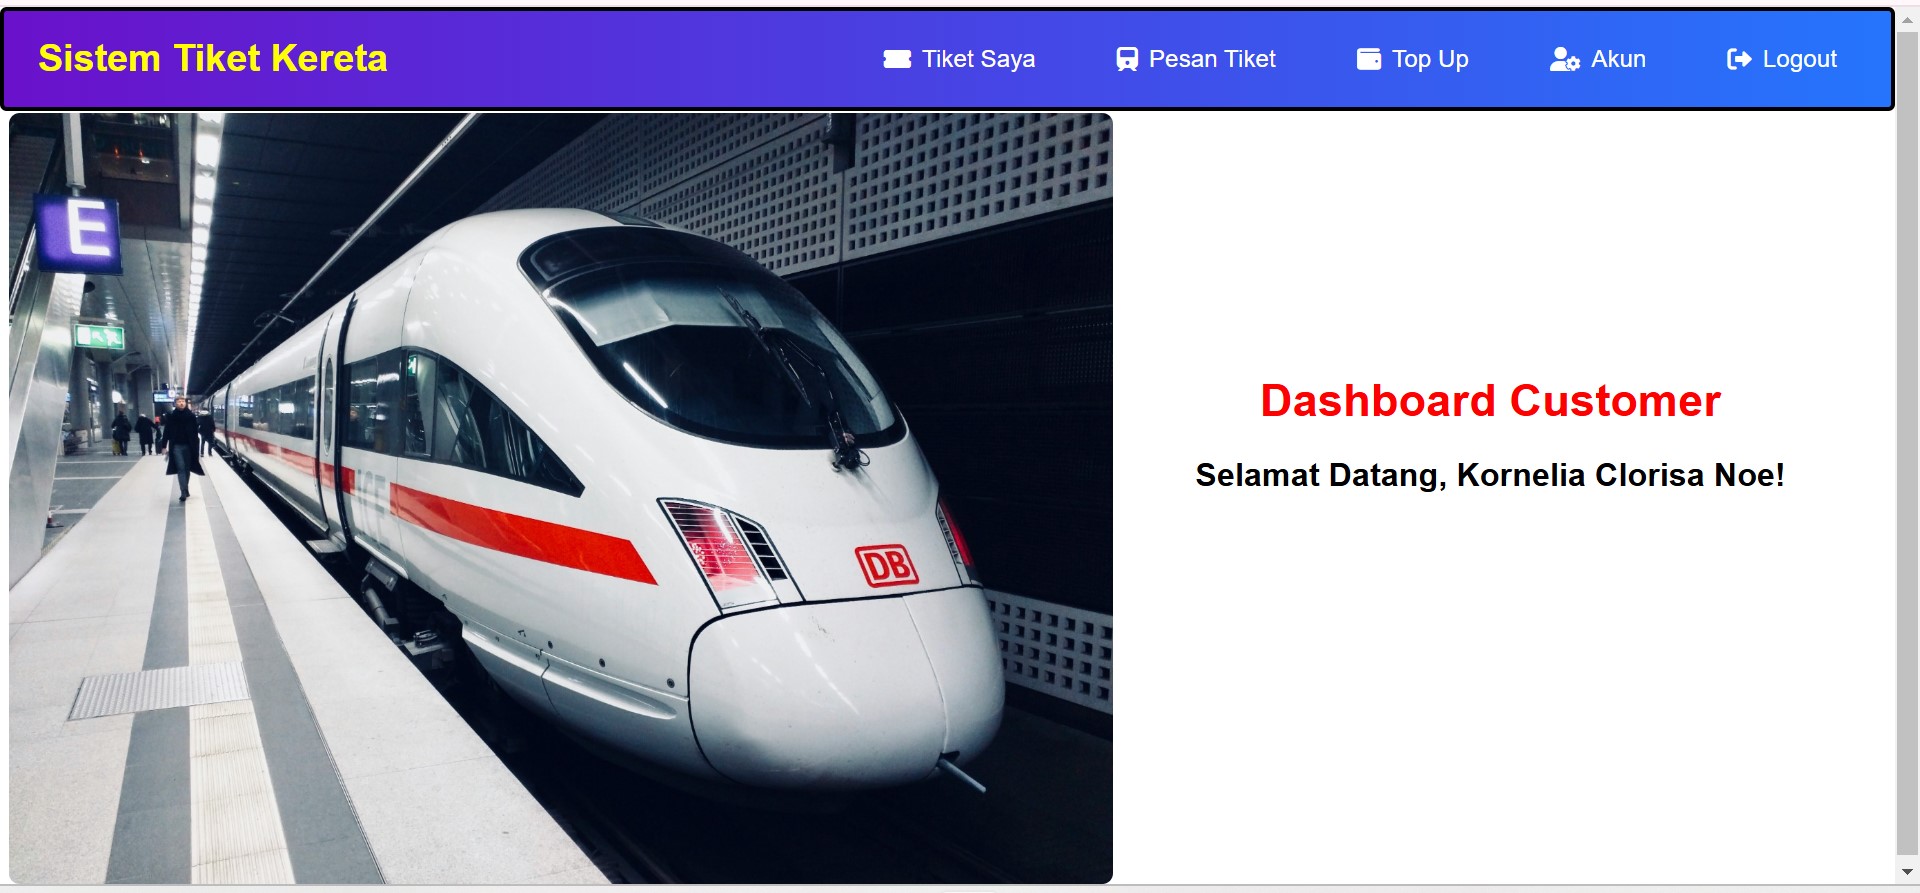 Sistem Tiket Kereta
Tiket Saya
Pesan Tiket
Top Up
Akun
Logout
E
ICE
DB
Dashboard Customer
Selamat Datang, Kornelia Clorisa Noe!